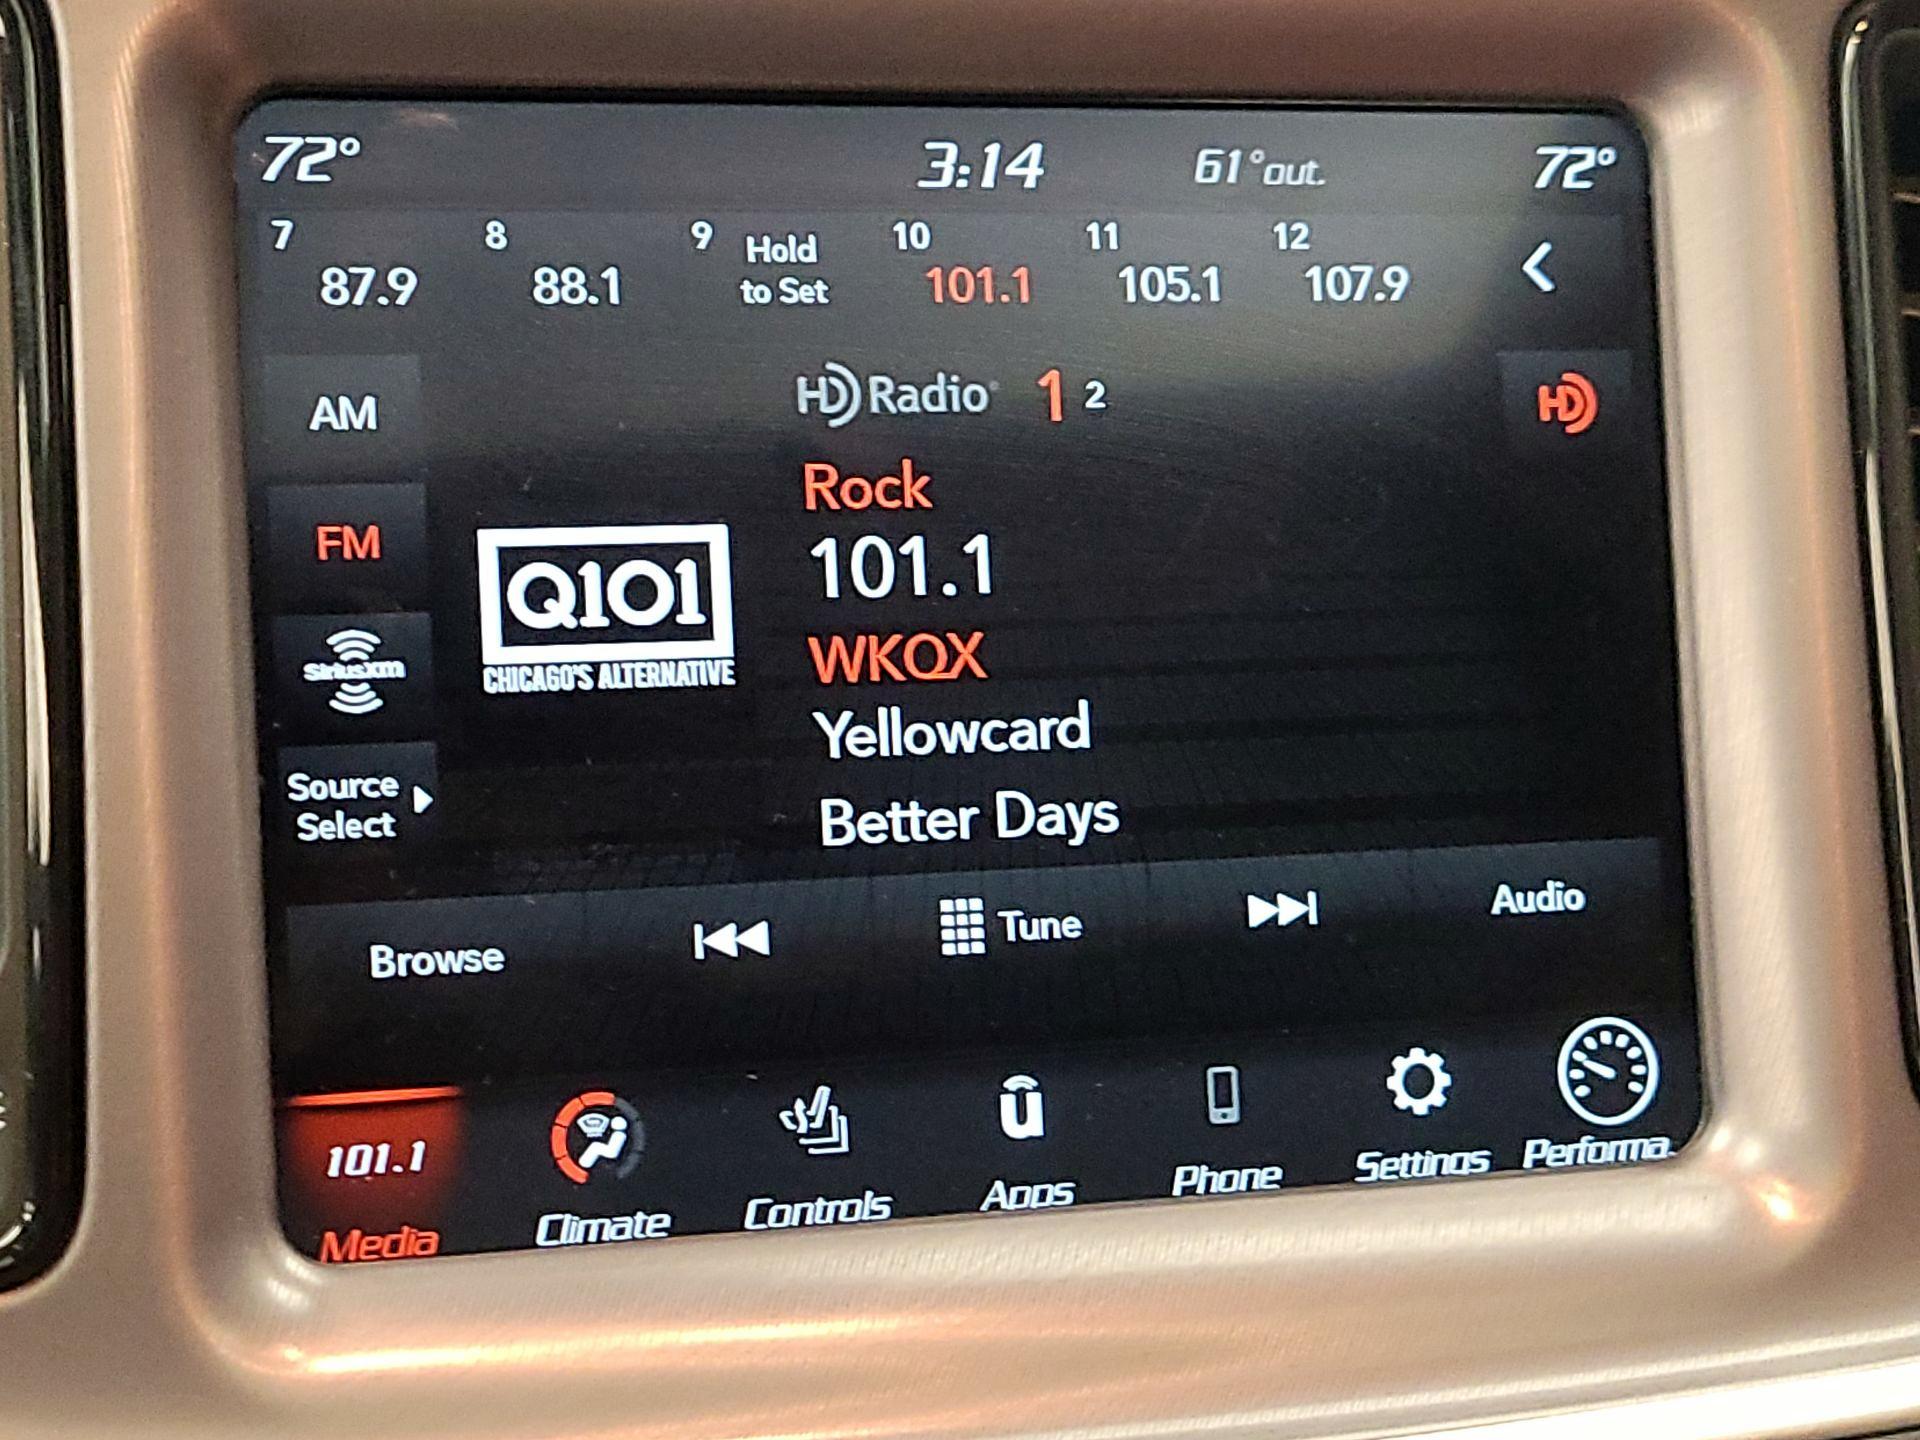 72° 3:14 61° out. 72°
7 8 9 Hold 10 11 12
87.9 88.1 to Set 101.1 105.1 107.9
AM
HD Radio 1 2
HD
Rock
FM
101.1
Q101
CHICAGO'S ALTERNATIVE
WKQX
SiriusXM
Yellowcard
Source
Select
Better Days
Browse Tune Audio
101.1 u
Media Climate Controls Apps Phone Settings Performa.